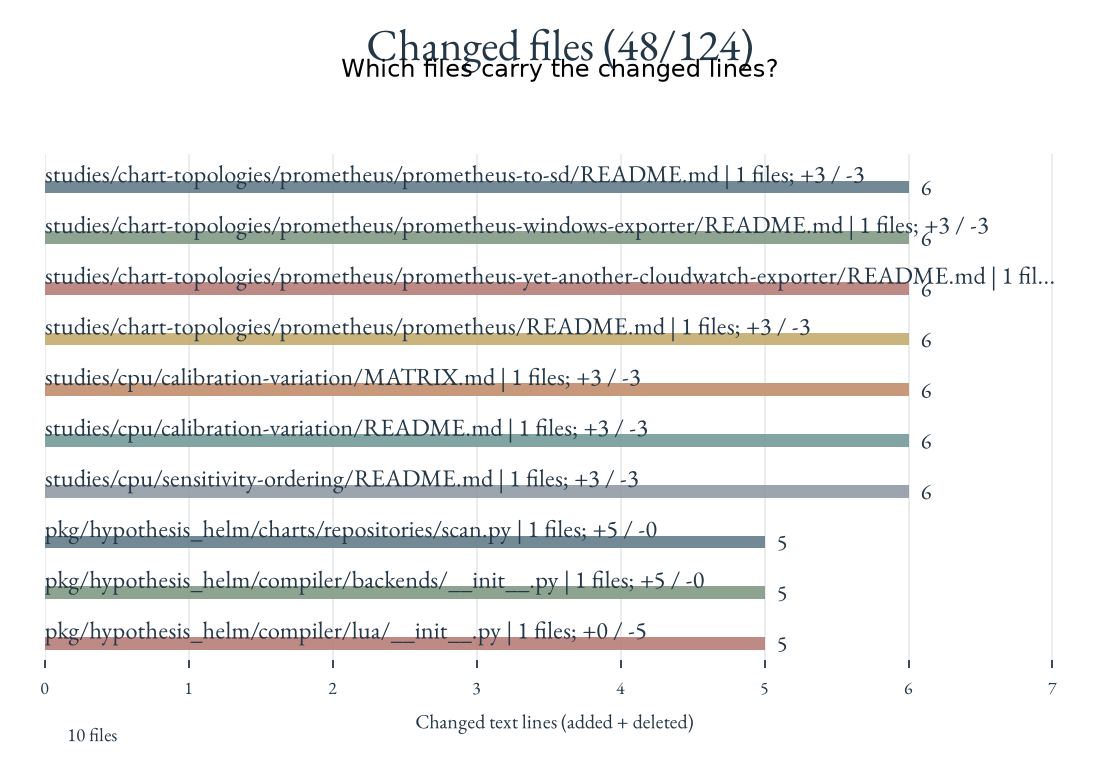 Changed files (48/124)
Which files carry the changed lines?
studies/chart-topologies/prometheus/prometheus-to-sd/README.md | 1 files; +3 / -3
6
studies/chart-topologies/prometheus/prometheus-windows-exporter/README.md | 1 files; +3 / -3
6
studies/chart-topologies/prometheus/prometheus-yet-another-cloudwatch-exporter/README.md | 1 fil...
6
studies/chart-topologies/prometheus/prometheus/README.md | 1 files; +3 / -3
6
studies/cpu/calibration-variation/MATRIX.md | 1 files; +3 / -3
6
studies/cpu/calibration-variation/README.md | 1 files; +3 / -3
6
studies/cpu/sensitivity-ordering/README.md | 1 files; +3 / -3
6
pkg/hypothesis_helm/charts/repositories/scan.py | 1 files; +5 / -0
5
pkg/hypothesis_helm/compiler/backends/__init__.py | 1 files; +5 / -0
5
pkg/hypothesis_helm/compiler/lua/__init__.py | 1 files; +0 / -5
5
0 1 2 3 4 5 6 7
Changed text lines (added + deleted)
10 files